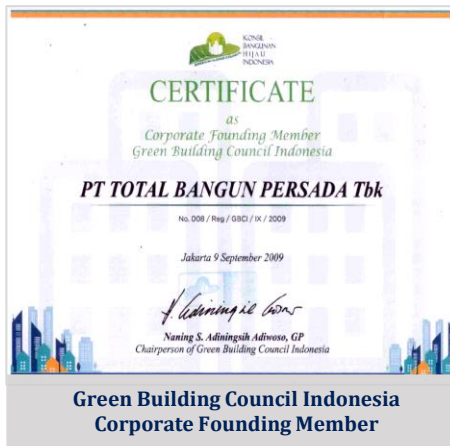 KONSIL
BANGUNAN
HIJAU
INDONESIA
CERTIFICATE
as
Corporate Founding Member
Green Building Council Indonesia
PT TOTAL BANGUN PERSADA Tbk
No. 008 / Reg / GBCI / IX / 2009
Jakarta 9 September 2009
Naning S. Adiningsih Adiwoso, GP
Chairperson of Green Building Council Indonesia
Green Building Council Indonesia
Corporate Founding Member